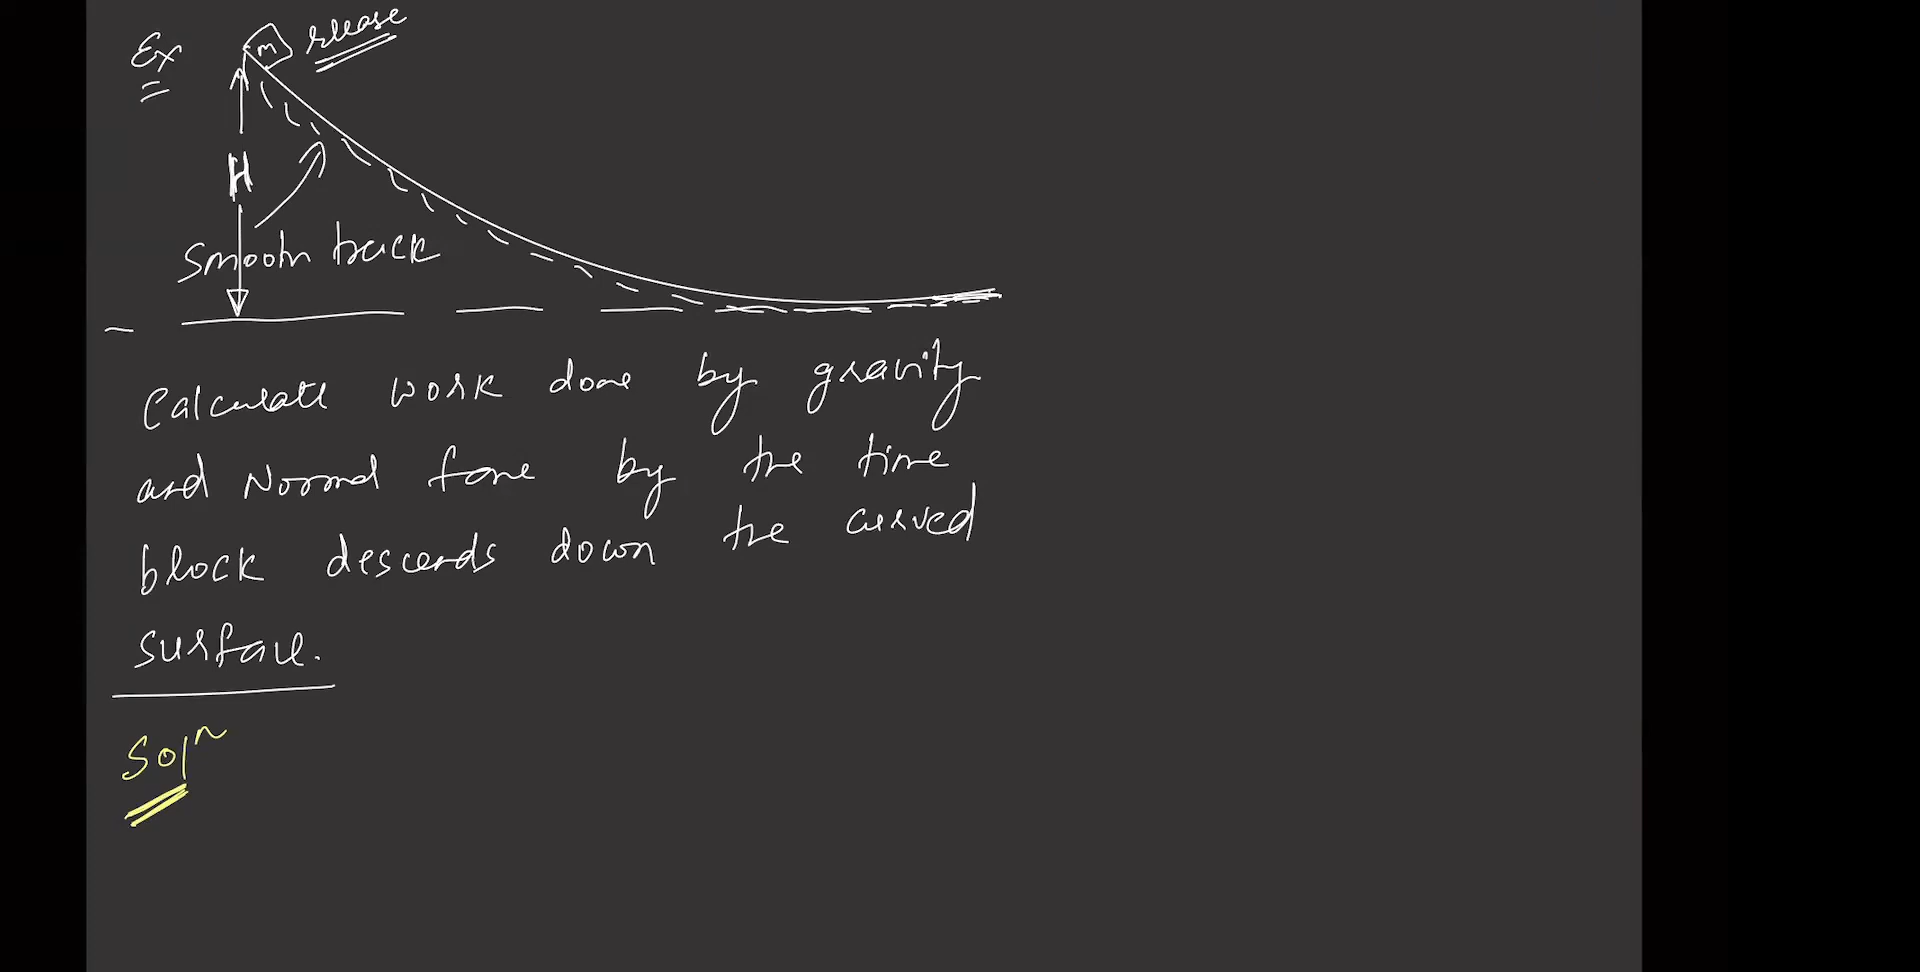 Ex m release
H
Smooth track
Calculate work done by gravity
and Normal force by the time
block descends down the curved
surface.
Solⁿ